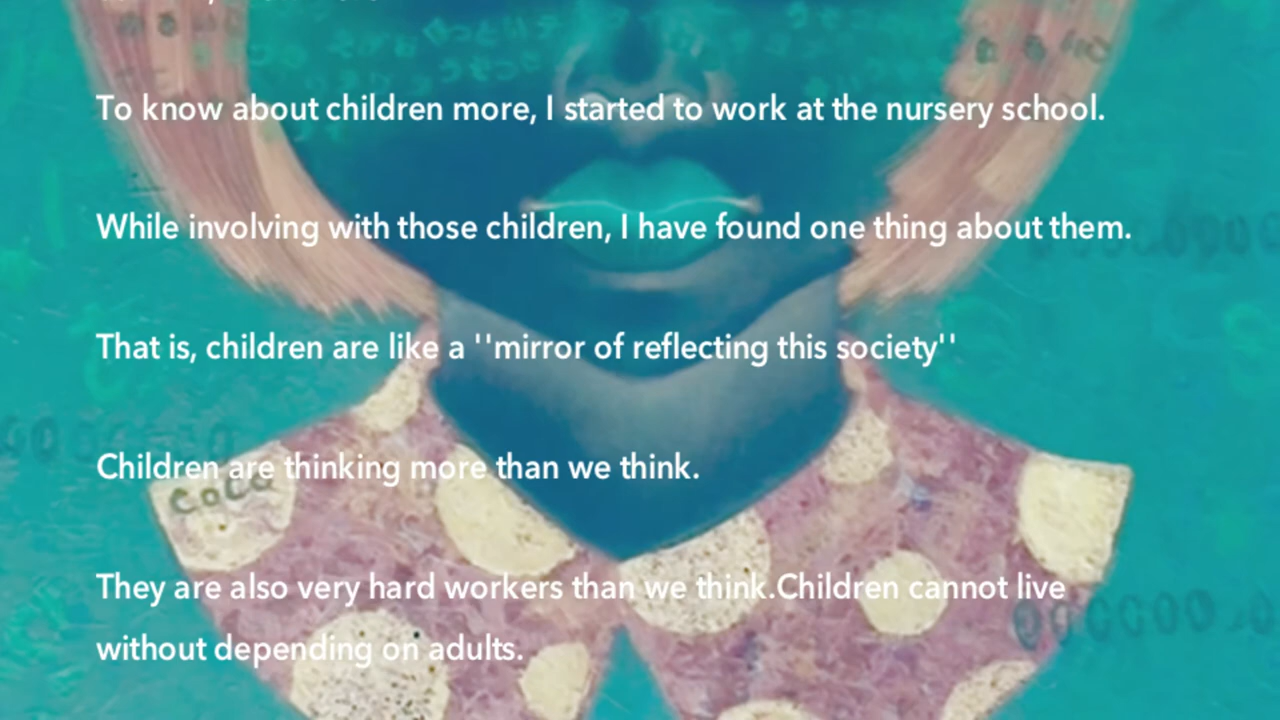 To know about children more, I started to work at the nursery school.
While involving with those children, I have found one thing about them.
That is, children are like a ''mirror of reflecting this society''
Children are thinking more than we think.
They are also very hard workers than we think.Children cannot live
without depending on adults.